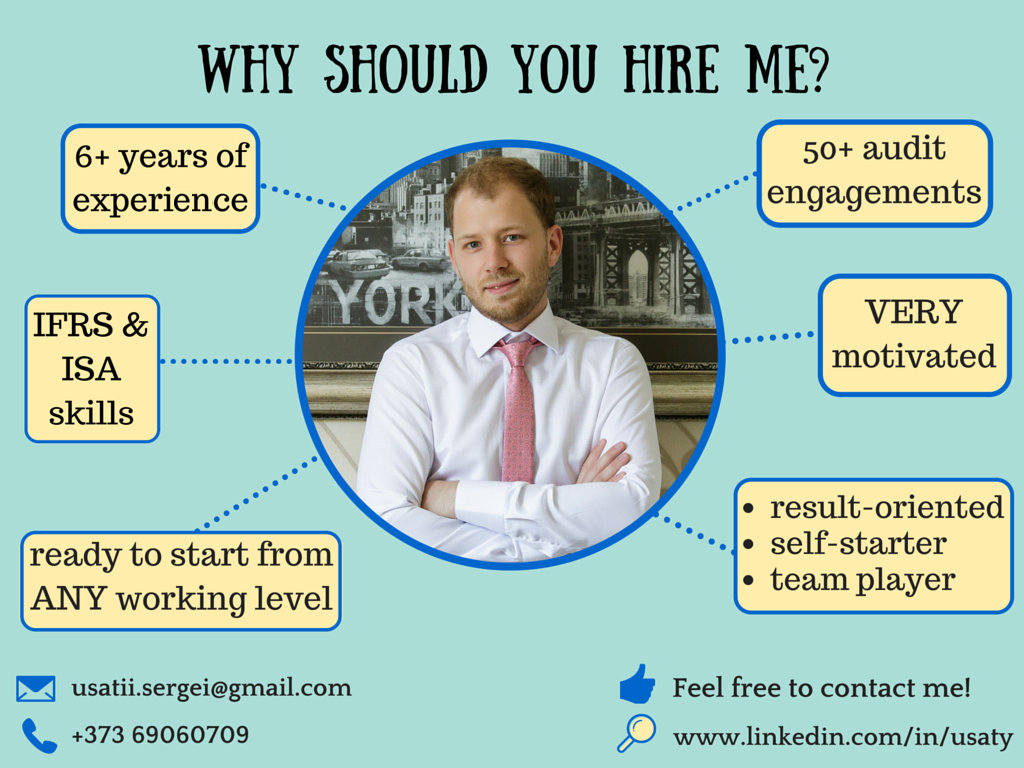 WHY SHOULD YOU HIRE ME?
6+ years of
experience
50+ audit
engagements
YORK
IFRS &
ISA
skills
VERY
motivated
ready to start from
ANY working level
• result-oriented
• self-starter
• team player
usatii.sergei@gmail.com
+373 69060709
Feel free to contact me!
www.linkedin.com/in/usaty